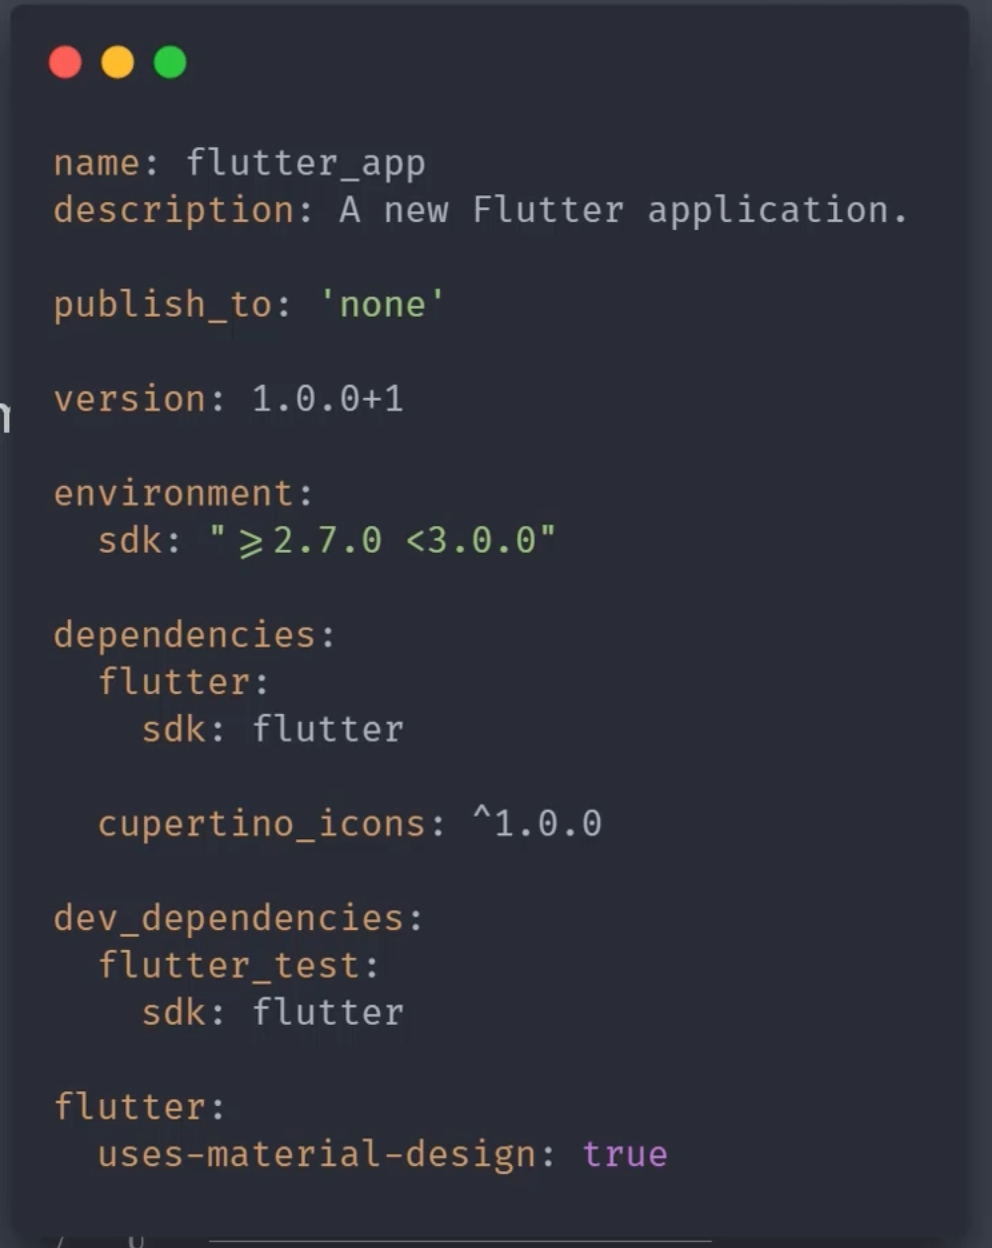 name: flutter_app
description: A new Flutter application.
publish_to: 'none'
version: 1.0.0+1
environment:
  sdk: ">=2.7.0 <3.0.0"
dependencies:
  flutter:
    sdk: flutter
  cupertino_icons: ^1.0.0
dev_dependencies:
  flutter_test:
    sdk: flutter
flutter:
  uses-material-design: true